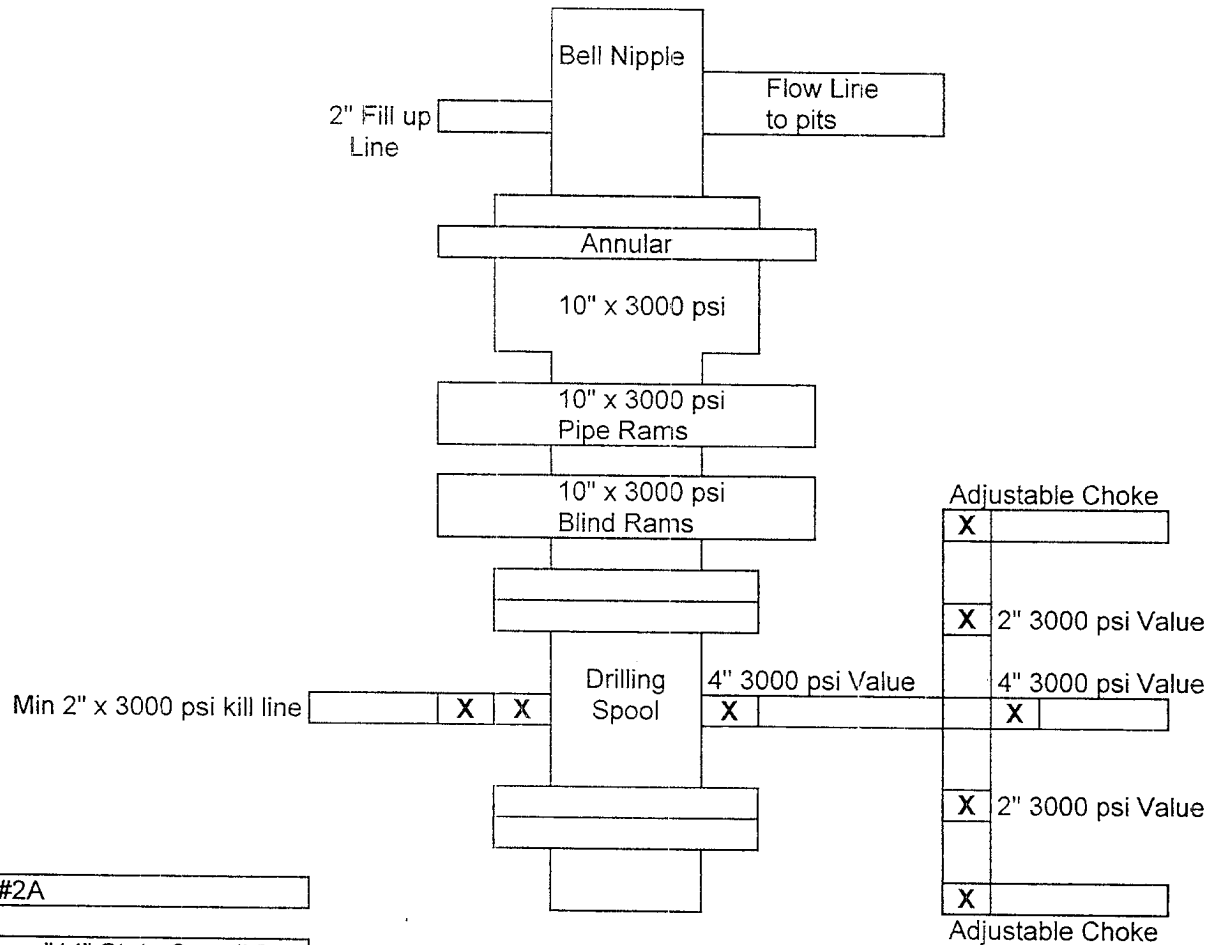 Bell Nipple
Flow Line
to pits
2" Fill up
Line
Annular
10" x 3000 psi
10" x 3000 psi
Pipe Rams
10" x 3000 psi
Blind Rams
Adjustable Choke
X
X 2" 3000 psi Value
Drilling
Spool
4" 3000 psi Value
4" 3000 psi Value
Min 2" x 3000 psi kill line
X X
X
X
X 2" 3000 psi Value
#2A
X
Adjustable Choke